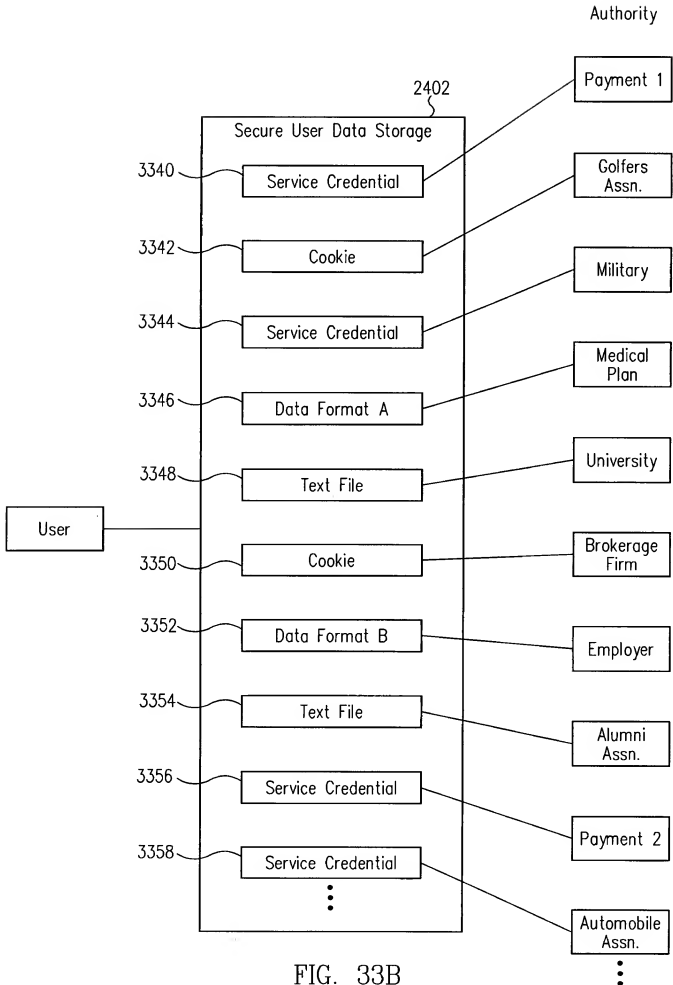 Authority
Payment 1
2402
Secure User Data Storage
3340
Service Credential
Golfers
Assn.
3342
Cookie
Military
3344
Service Credential
Medical
Plan
3346
Data Format A
University
3348
Text File
User
Brokerage
Firm
3350
Cookie
3352
Data Format B
Employer
3354
Text File
Alumni
Assn.
3356
Service Credential
Payment 2
3358
Service Credential
Automobile
Assn.
FIG. 33B